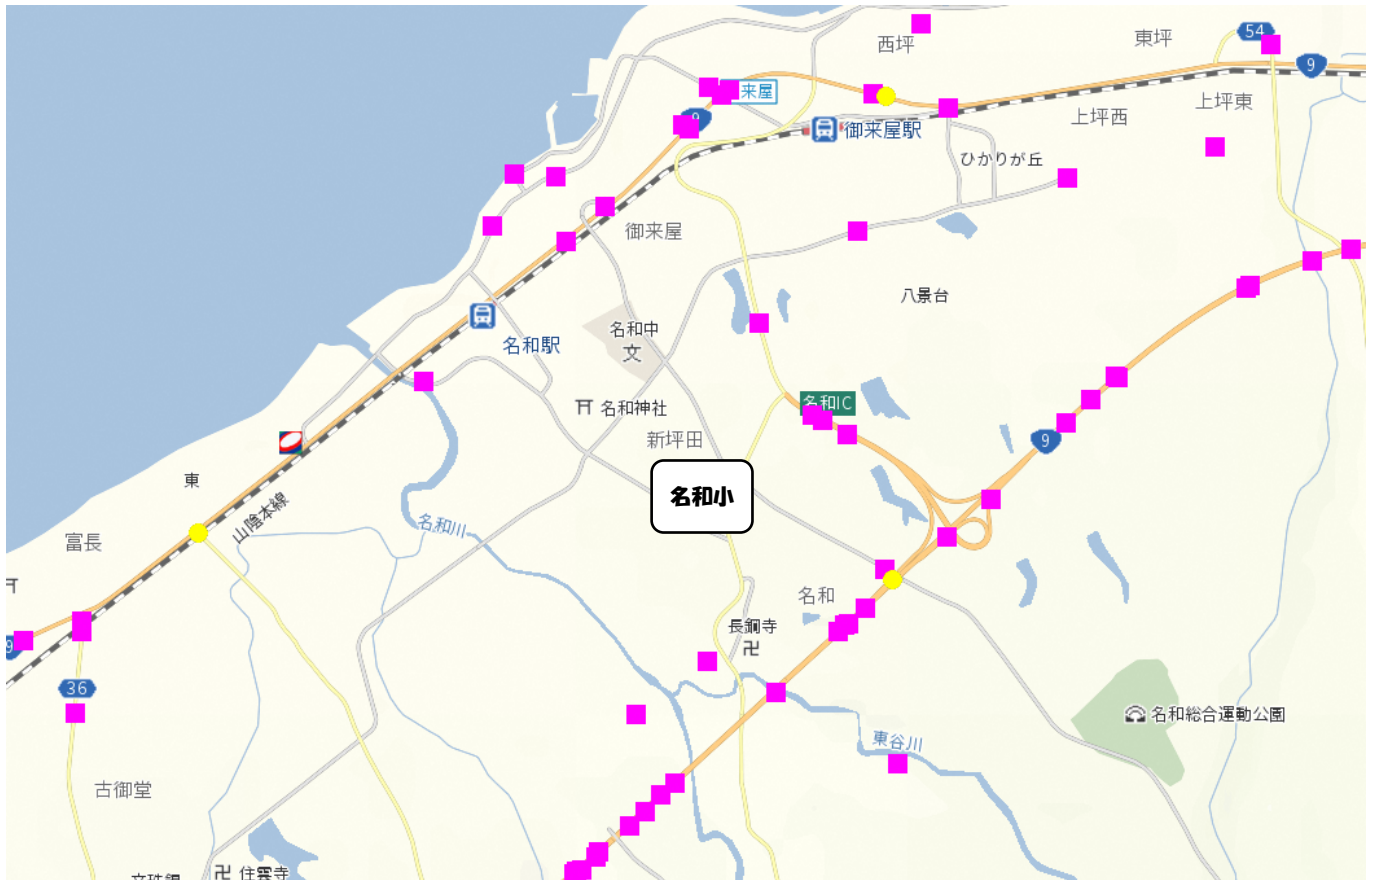 西坪
東坪
54
9
来屋
上坪東
上坪西
御来屋駅
9
ひかりが丘
御来屋
八景台
名和中
文
名和駅
名和IC
名和神社
新坪田
9
東
名和小
山陰本線
名和川
富長
名和
長綱寺
卍
9
36
名和総合運動公園
東谷川
古御堂
卍 住雲寺